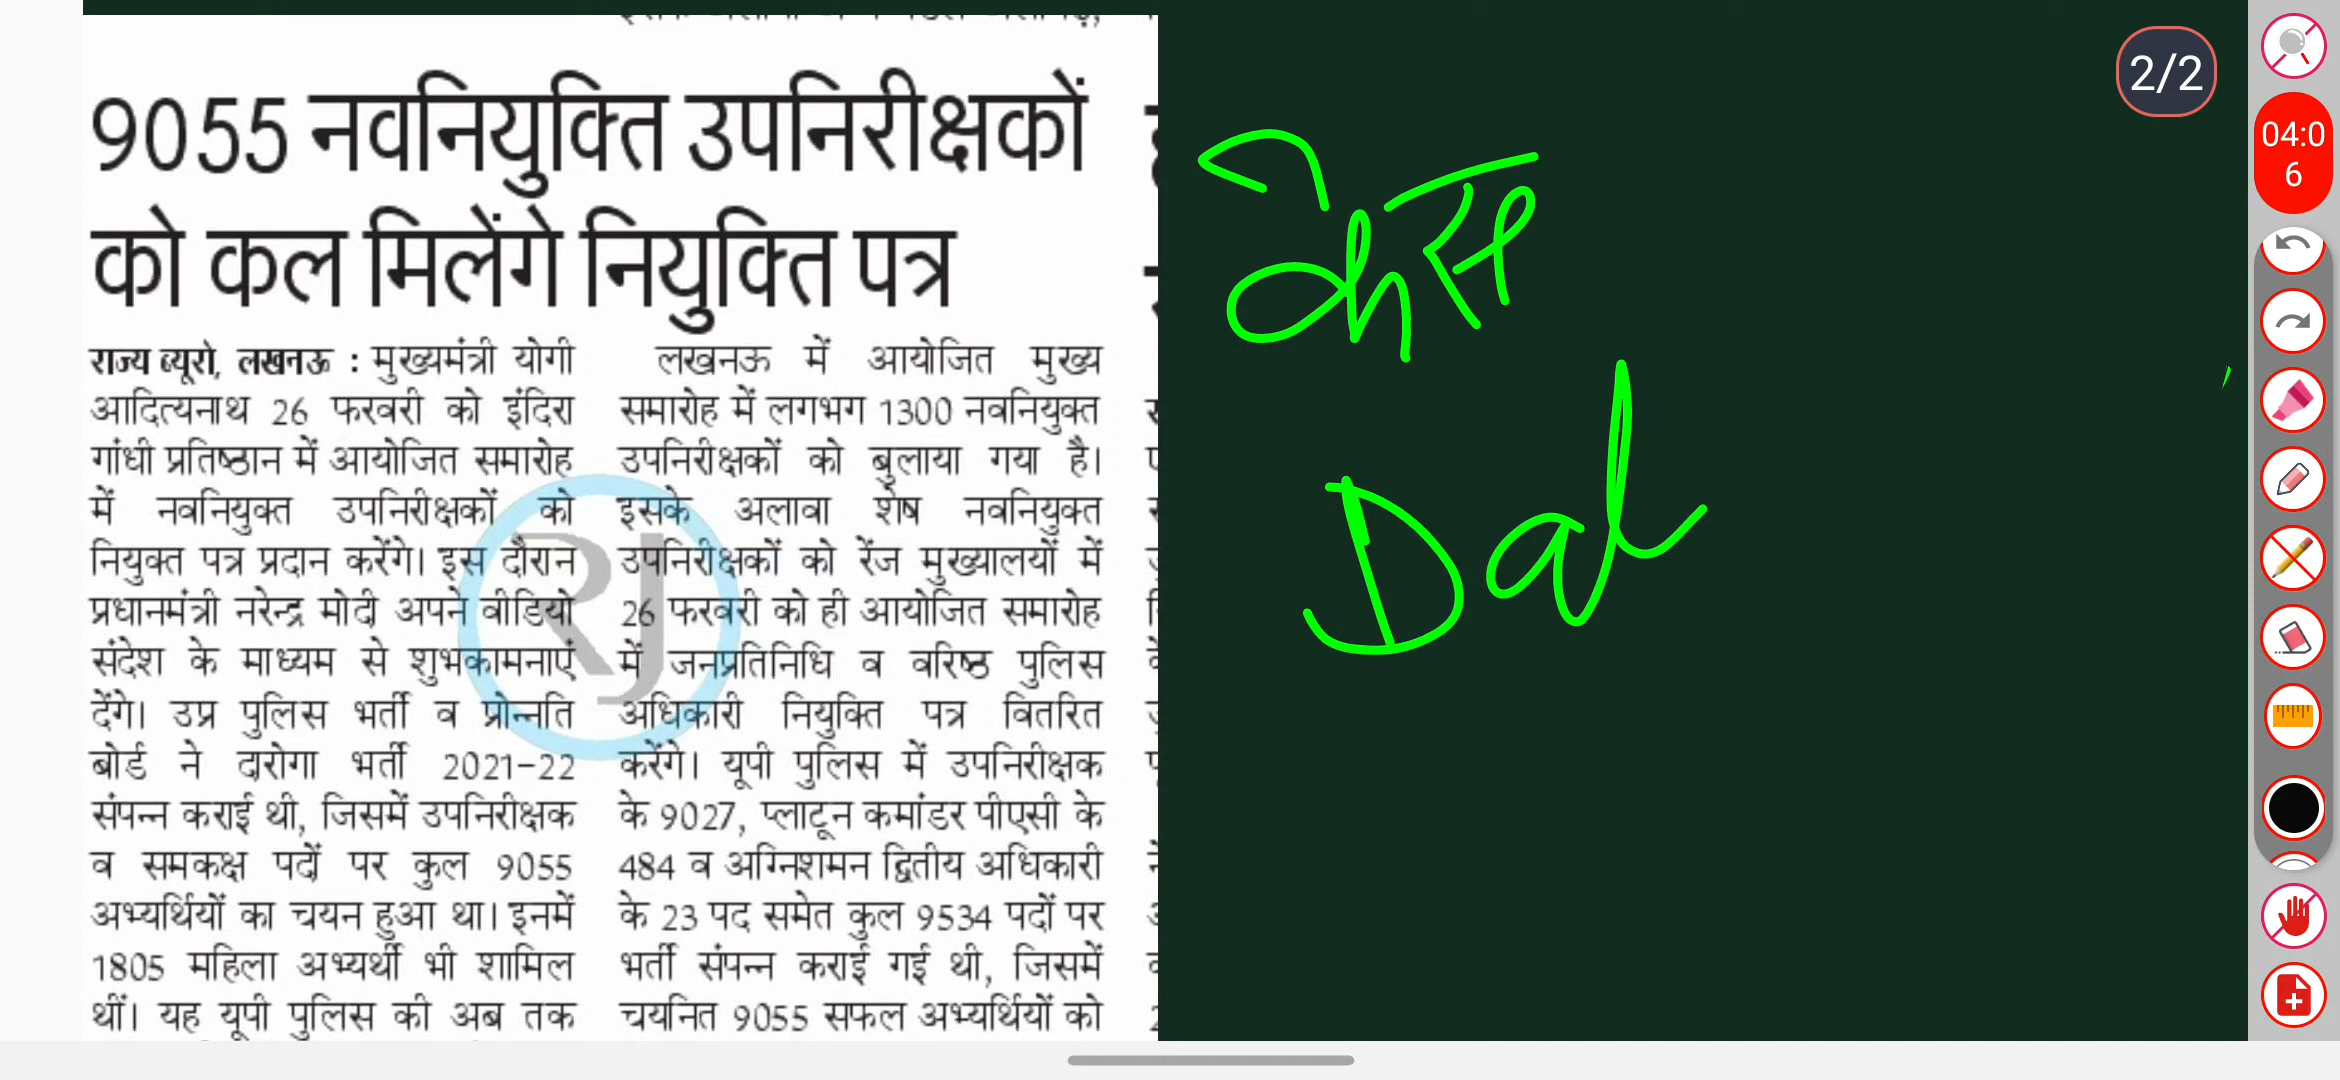 9055 नवनियुक्ति उपनिरीक्षकों
को कल मिलेंगे नियुक्ति पत्र
राज्य ब्यूरो, लखनऊ : मुख्यमंत्री योगी
आदित्यनाथ 26 फरवरी को इंदिरा
गांधी प्रतिष्ठान में आयोजित समारोह
में नवनियुक्त उपनिरीक्षकों को
नियुक्त पत्र प्रदान करेंगे। इस दौरान
प्रधानमंत्री नरेन्द्र मोदी अपने वीडियो
संदेश के माध्यम से शुभकामनाएं
देंगे। उप्र पुलिस भर्ती व प्रोन्नति
बोर्ड ने दारोगा भर्ती 2021-22
संपन्न कराई थी, जिसमें उपनिरीक्षक
व समकक्ष पदों पर कुल 9055
अभ्यर्थियों का चयन हुआ था। इनमें
1805 महिला अभ्यर्थी भी शामिल
थीं। यह यूपी पुलिस की अब तक
लखनऊ में आयोजित मुख्य
समारोह में लगभग 1300 नवनियुक्त
उपनिरीक्षकों को बुलाया गया है।
इसके अलावा शेष नवनियुक्त
उपनिरीक्षकों को रेंज मुख्यालयों में
26 फरवरी को ही आयोजित समारोह
में जनप्रतिनिधि व वरिष्ठ पुलिस
अधिकारी नियुक्ति पत्र वितरित
करेंगे। यूपी पुलिस में उपनिरीक्षक
के 9027, प्लाटून कमांडर पीएसी के
484 व अग्निशमन द्वितीय अधिकारी
के 23 पद समेत कुल 9534 पदों पर
भर्ती संपन्न कराई गई थी, जिसमें
चयनित 9055 सफल अभ्यर्थियों को
RJ
केस
Dal
2/2
04:0
6